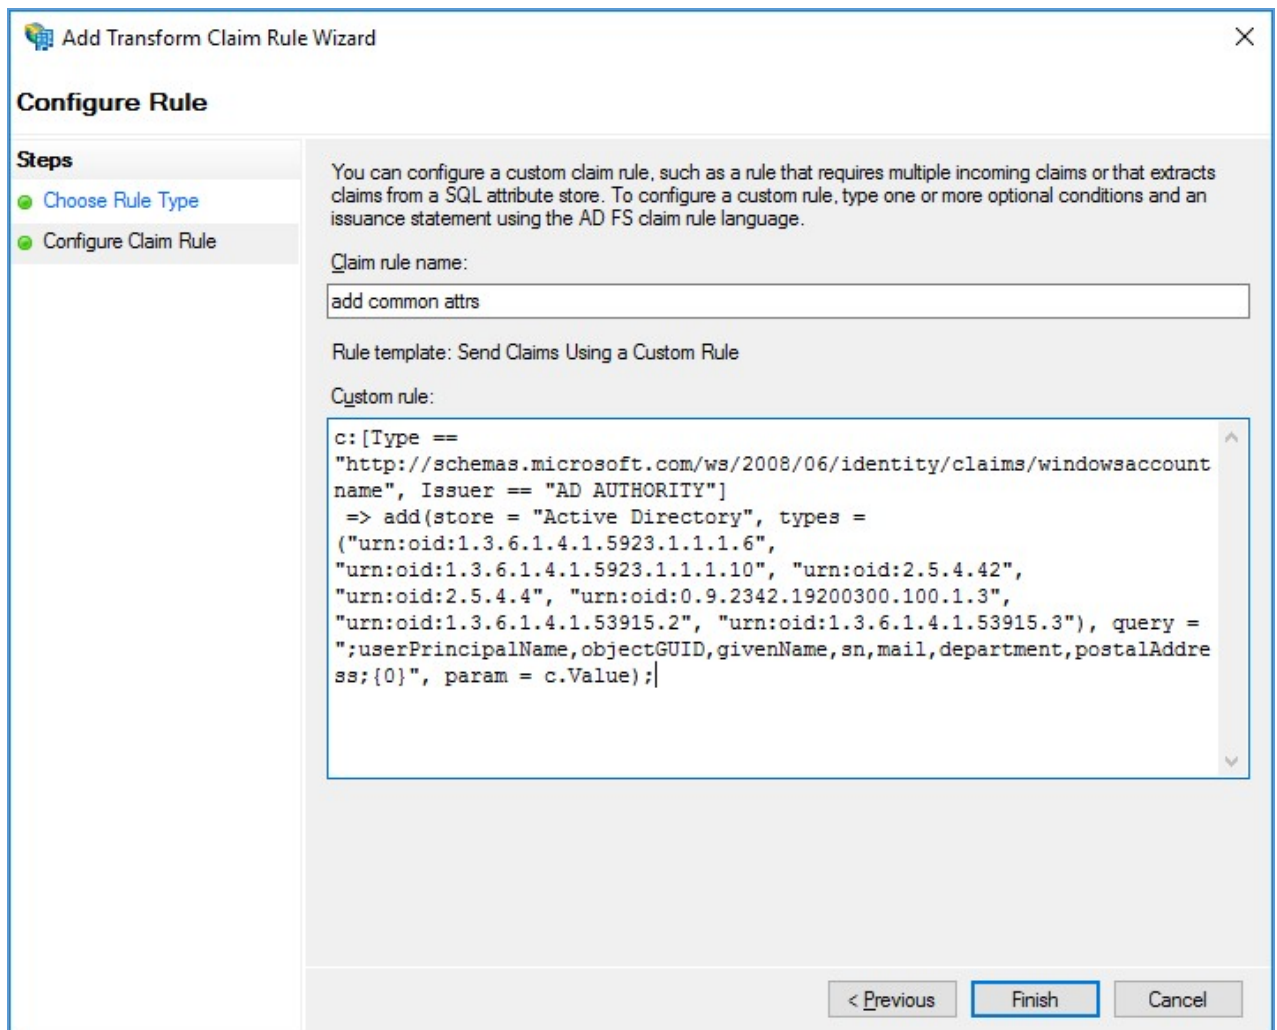 Add Transform Claim Rule Wizard
Configure Rule
Steps
Choose Rule Type
Configure Claim Rule
You can configure a custom claim rule, such as a rule that requires multiple incoming claims or that extracts
claims from a SQL attribute store. To configure a custom rule, type one or more optional conditions and an
issuance statement using the AD FS claim rule language.
Claim rule name:
add common attrs
Rule template: Send Claims Using a Custom Rule
Custom rule:
c:[Type ==
"http://schemas.microsoft.com/ws/2008/06/identity/claims/windowsaccount
name", Issuer == "AD AUTHORITY"]
=> add(store = "Active Directory", types =
("urn:oid:1.3.6.1.4.1.5923.1.1.1.6",
"urn:oid:1.3.6.1.4.1.5923.1.1.1.10", "urn:oid:2.5.4.42",
"urn:oid:2.5.4.4", "urn:oid:0.9.2342.19200300.100.1.3",
"urn:oid:1.3.6.1.4.1.53915.2", "urn:oid:1.3.6.1.4.1.53915.3"), query =
";userPrincipalName,objectGUID,givenName,sn,mail,department,postalAddre
ss;{0}", param = c.Value);
< Previous
Finish
Cancel